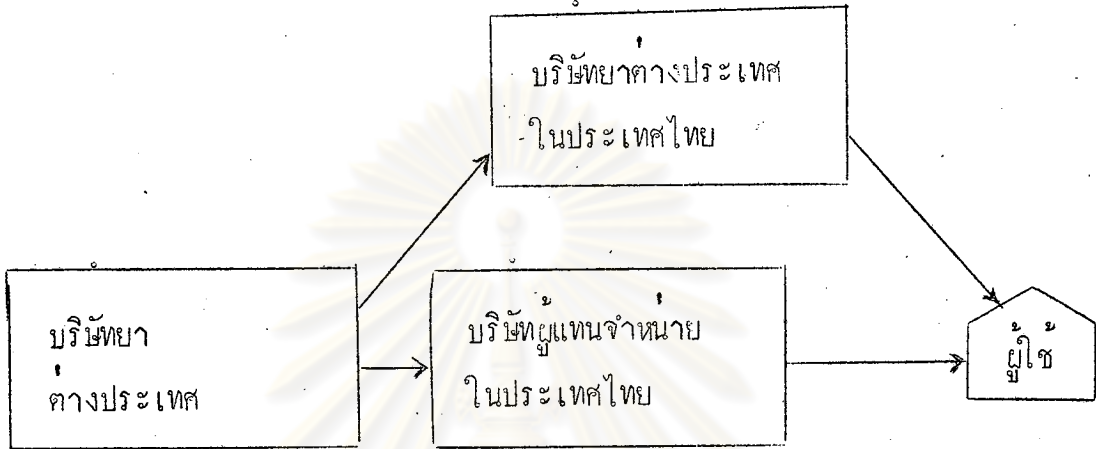 บริษัทยาต่างประเทศ
ในประเทศไทย
บริษัทยา
ต่างประเทศ
บริษัทผู้แทนจำหน่าย
ในประเทศไทย
ผู้ใช้